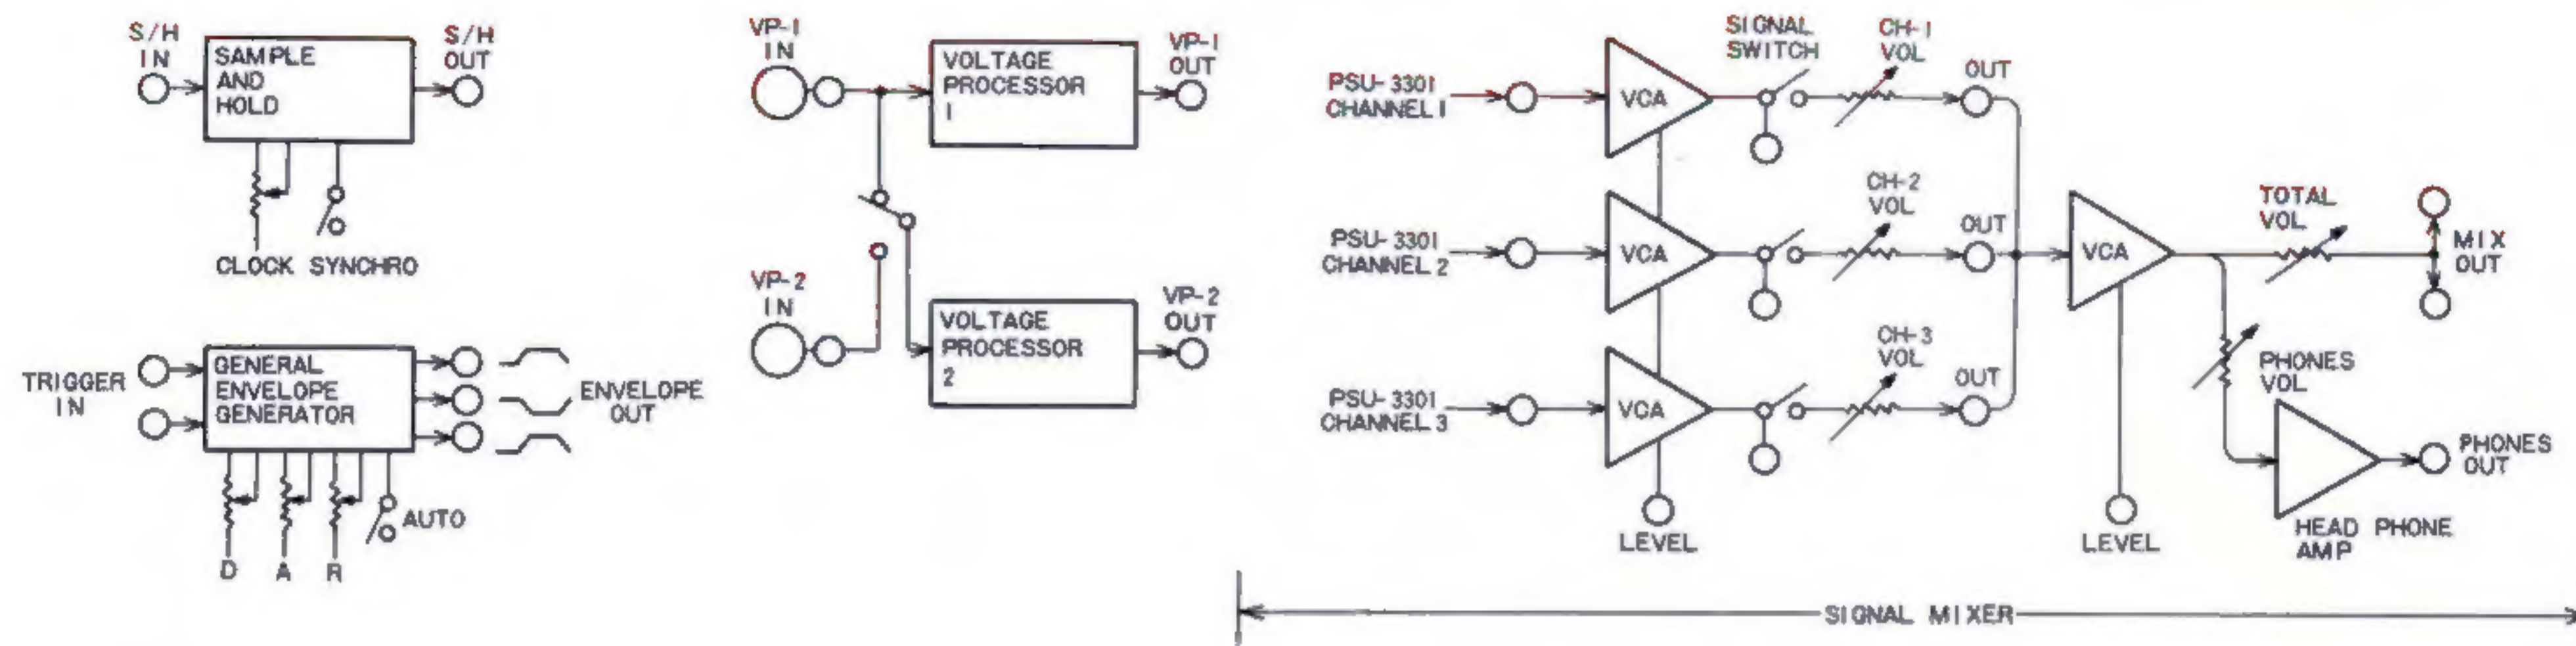 S/H
IN
SAMPLE
AND
HOLD
S/H
OUT
CLOCK SYNCHRO
TRIGGER
IN
GENERAL
ENVELOPE
GENERATOR
ENVELOPE
OUT
D A R
AUTO
VP-1
IN
VOLTAGE
PROCESSOR
1
VP-1
OUT
VP-2
IN
VOLTAGE
PROCESSOR
2
VP-2
OUT
PSU-3301
CHANNEL 1
VCA
SIGNAL
SWITCH
CH-1
VOL
OUT
PSU-3301
CHANNEL 2
VCA
CH-2
VOL
OUT
PSU-3301
CHANNEL 3
VCA
CH-3
VOL
OUT
LEVEL
VCA
LEVEL
TOTAL
VOL
MIX
OUT
PHONES
VOL
PHONES
OUT
HEAD PHONE
AMP
SIGNAL MIXER